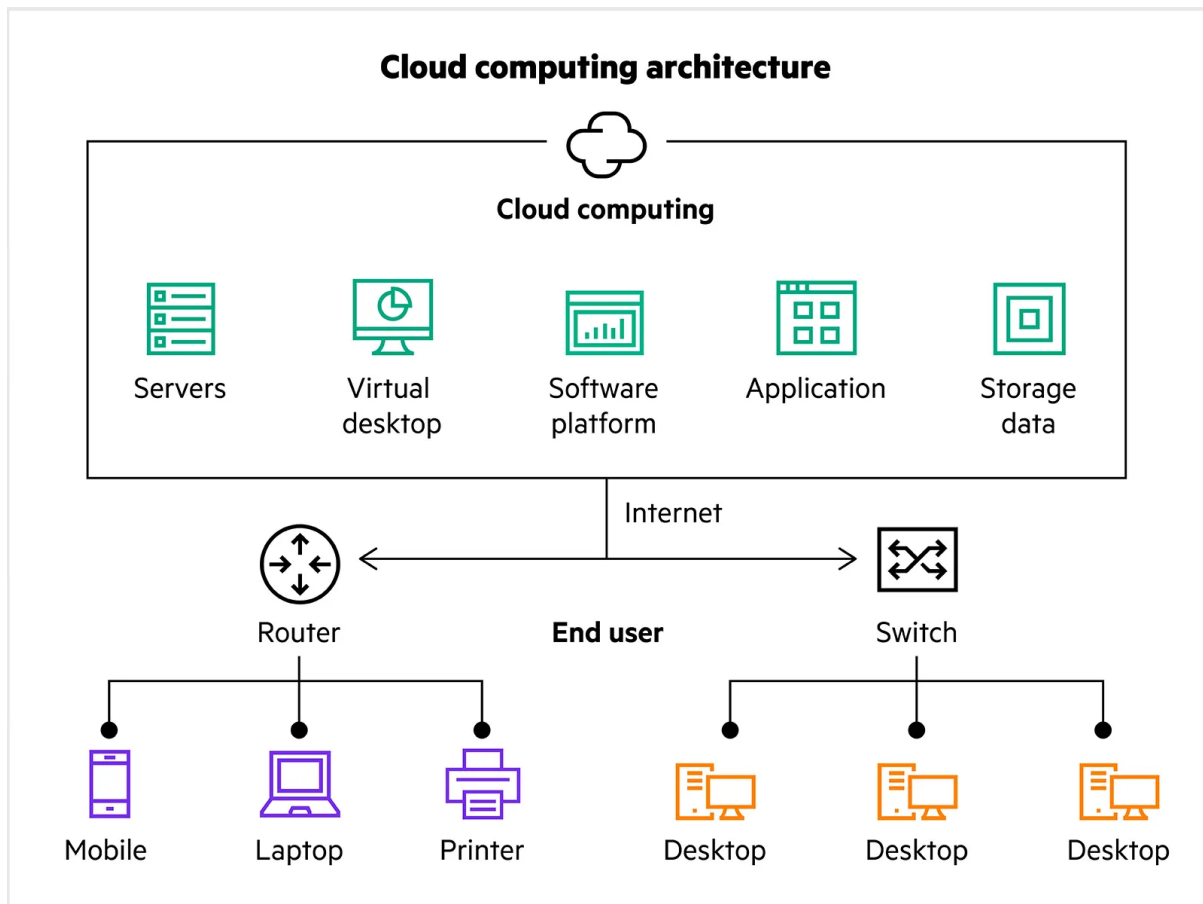 Cloud computing architecture
Cloud computing
Servers
Virtual
desktop
Software
platform
Application
Storage
data
Internet
Router
End user
Switch
Mobile
Laptop
Printer
Desktop
Desktop
Desktop